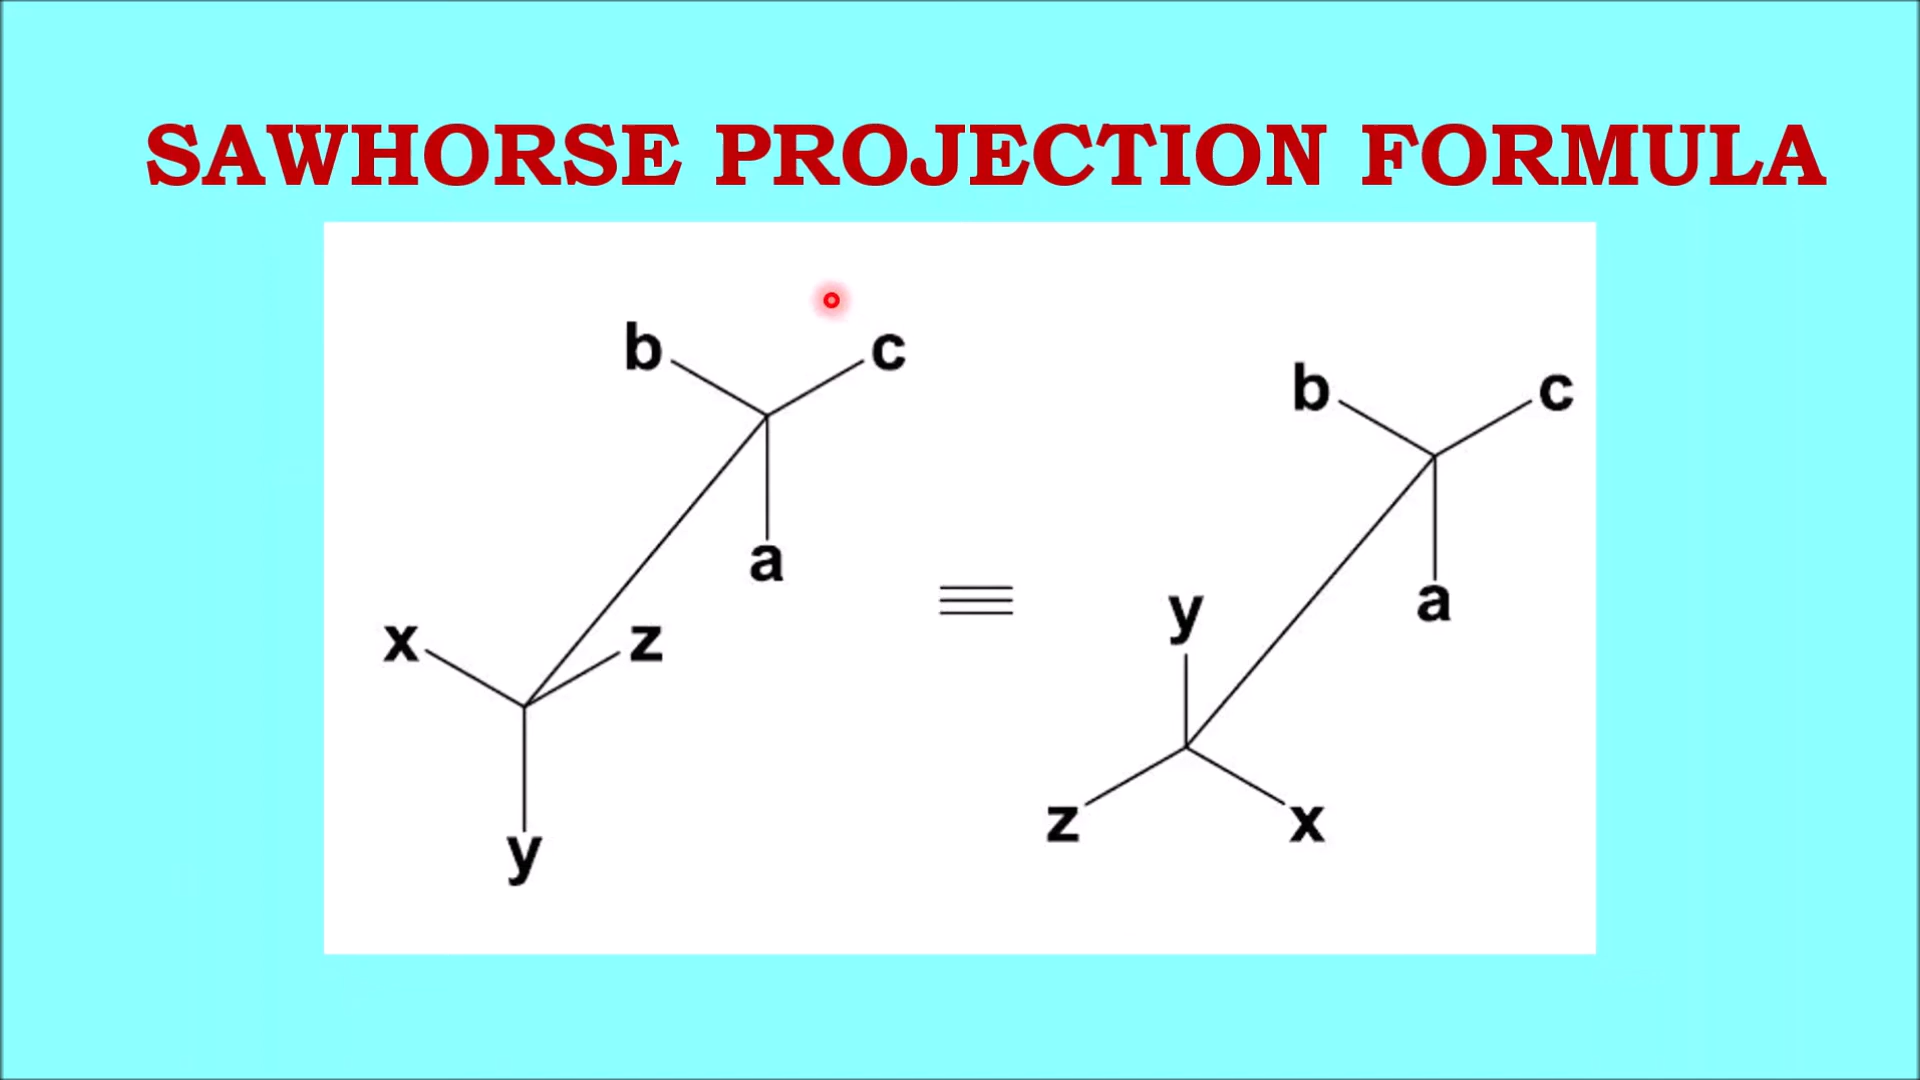 SAWHORSE PROJECTION FORMULA
b c
a
x z
y
b c
a
y
z x